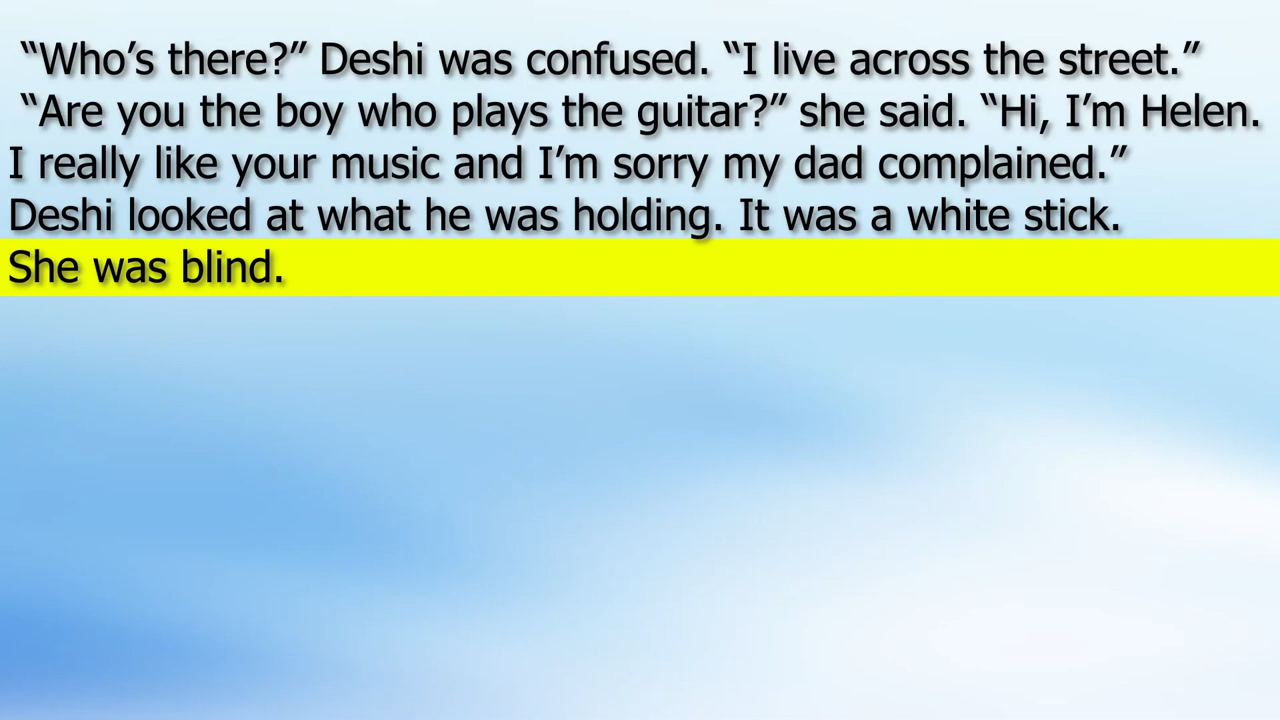 “Who’s there?” Deshi was confused. “I live across the street.”
“Are you the boy who plays the guitar?” she said. “Hi, I’m Helen.
I really like your music and I’m sorry my dad complained.”
Deshi looked at what he was holding. It was a white stick.
She was blind.